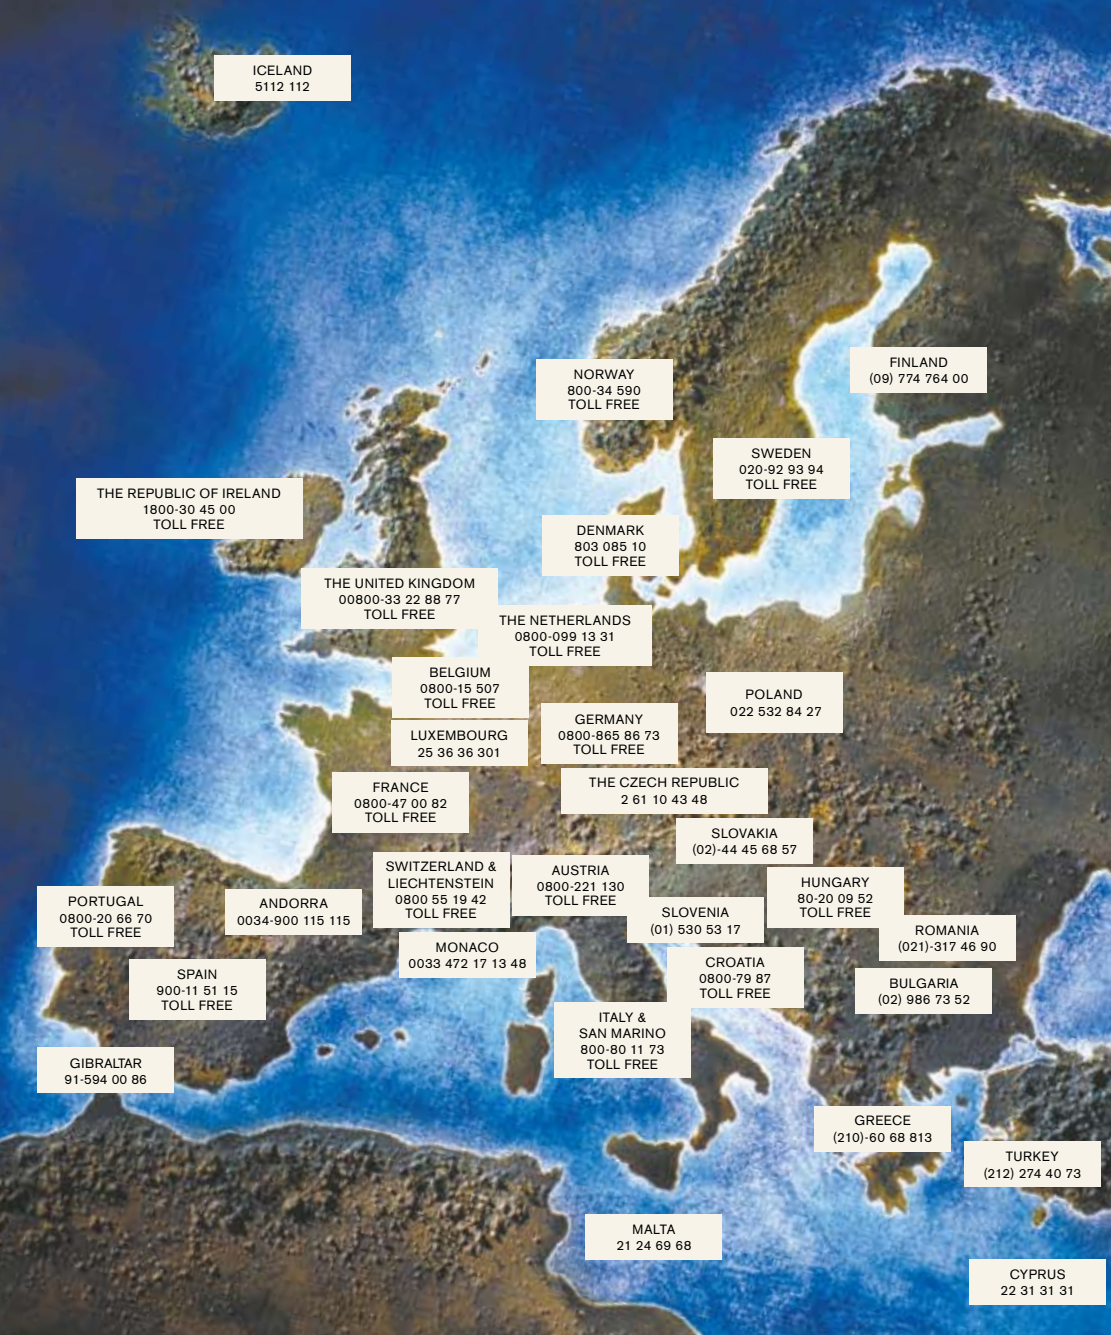 ICELAND
5112 112
NORWAY
800-34 590
TOLL FREE
FINLAND
(09) 774 764 00
SWEDEN
020-92 93 94
TOLL FREE
THE REPUBLIC OF IRELAND
1800-30 45 00
TOLL FREE
DENMARK
803 085 10
TOLL FREE
THE UNITED KINGDOM
00800-33 22 88 77
TOLL FREE
THE NETHERLANDS
0800-099 13 31
TOLL FREE
BELGIUM
0800-15 507
TOLL FREE
POLAND
022 532 84 27
LUXEMBOURG
25 36 36 301
GERMANY
0800-865 86 73
TOLL FREE
FRANCE
0800-47 00 82
TOLL FREE
THE CZECH REPUBLIC
2 61 10 43 48
SLOVAKIA
(02)-44 45 68 57
SWITZERLAND &
LIECHTENSTEIN
0800 55 19 42
TOLL FREE
AUSTRIA
0800-221 130
TOLL FREE
HUNGARY
80-20 09 52
TOLL FREE
PORTUGAL
0800-20 66 70
TOLL FREE
ANDORRA
0034-900 115 115
SLOVENIA
(01) 530 53 17
ROMANIA
(021)-317 46 90
MONACO
0033 472 17 13 48
CROATIA
0800-79 87
TOLL FREE
SPAIN
900-11 51 15
TOLL FREE
BULGARIA
(02) 986 73 52
ITALY &
SAN MARINO
800-80 11 73
TOLL FREE
GIBRALTAR
91-594 00 86
GREECE
(210)-60 68 813
TURKEY
(212) 274 40 73
MALTA
21 24 69 68
CYPRUS
22 31 31 31